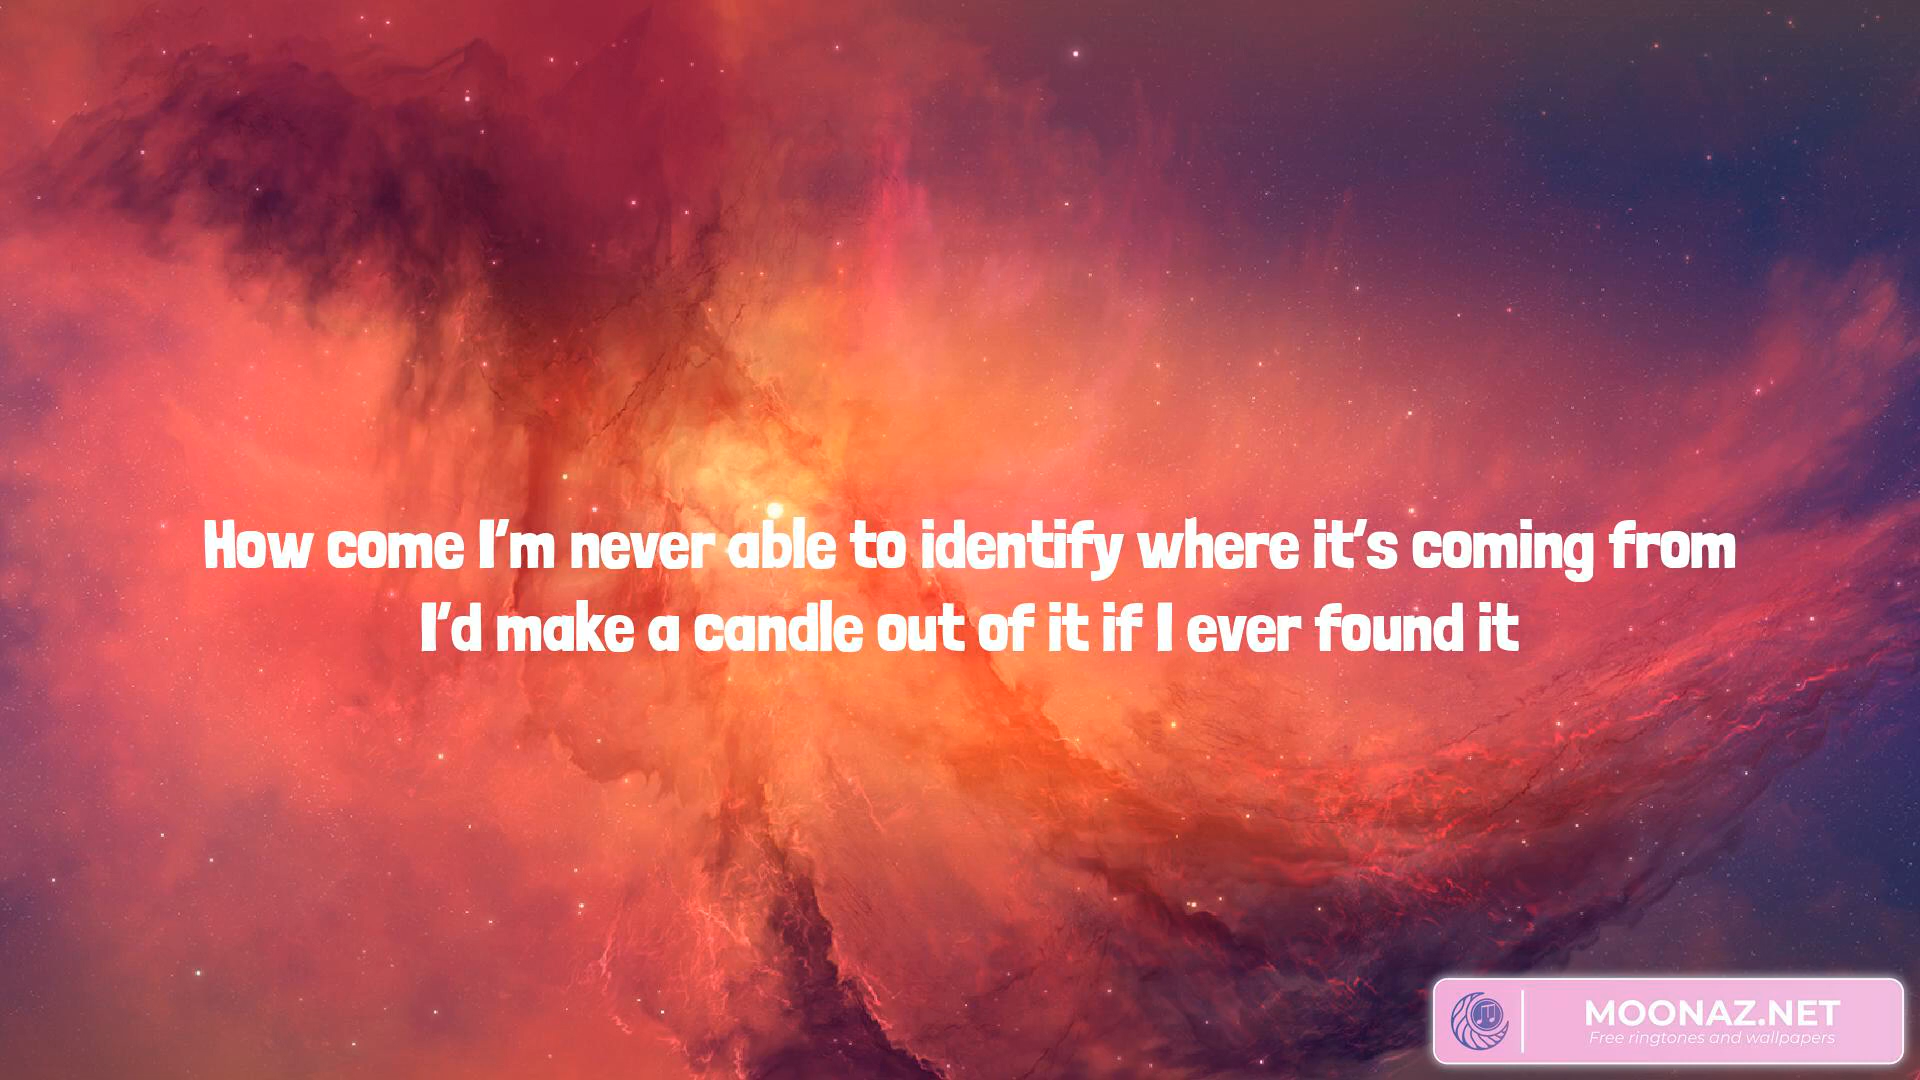 How come I'm never able to identify where it's coming from
I'd make a candle out of it if I ever found it
MOONAZ.NET
Free ringtones and wallpapers